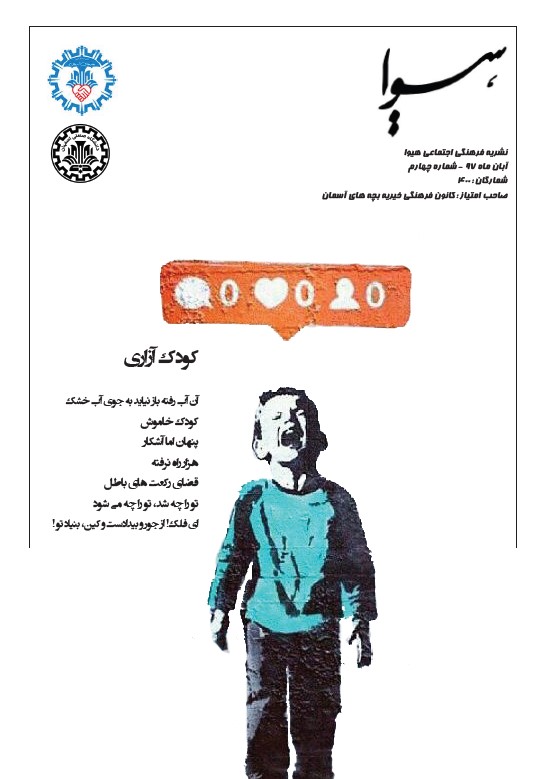 هیوا
نشریه فرهنگی اجتماعی هیوا
آبان ماه ۹۷ - شماره چهارم
شمارگان : ۴۰۰
صاحب امتیاز : کانون فرهنگی خیریه بچه های آسمان
0 0 0
کودک آزاری
آن آب رفته باز نیاید به جوی آب خشک
کودک خاموش
پنهان اما آشکار
هزار راه نرفته
قضای رکعت های باطل
تو را چه شد، تو را چه می شود
ای فلک! از جور و بیدادست و کین، بنیاد تو!